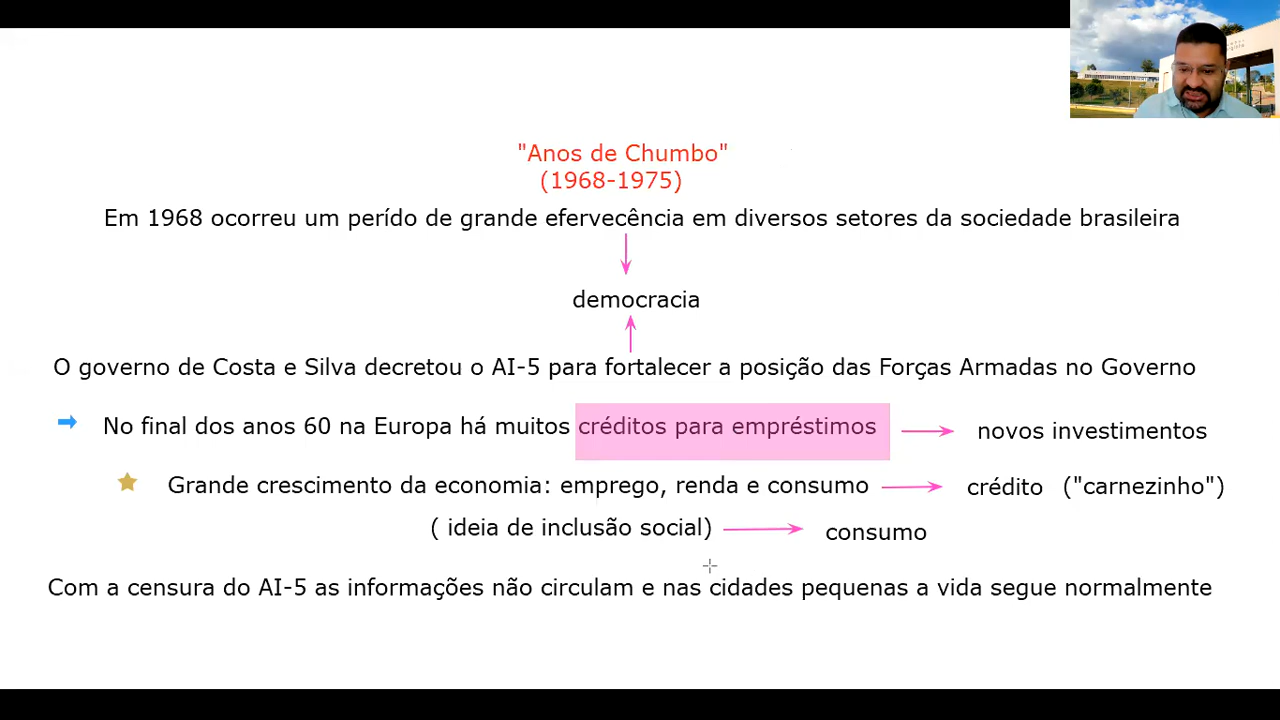 "Anos de Chumbo"
(1968-1975)
Em 1968 ocorreu um perído de grande efervecência em diversos setores da sociedade brasileira
democracia
O governo de Costa e Silva decretou o AI-5 para fortalecer a posição das Forças Armadas no Governo
No final dos anos 60 na Europa há muitos créditos para empréstimos novos investimentos
Grande crescimento da economia: emprego, renda e consumo crédito ("carnezinho")
( ideia de inclusão social) consumo
Com a censura do AI-5 as informações não circulam e nas cidades pequenas a vida segue normalmente